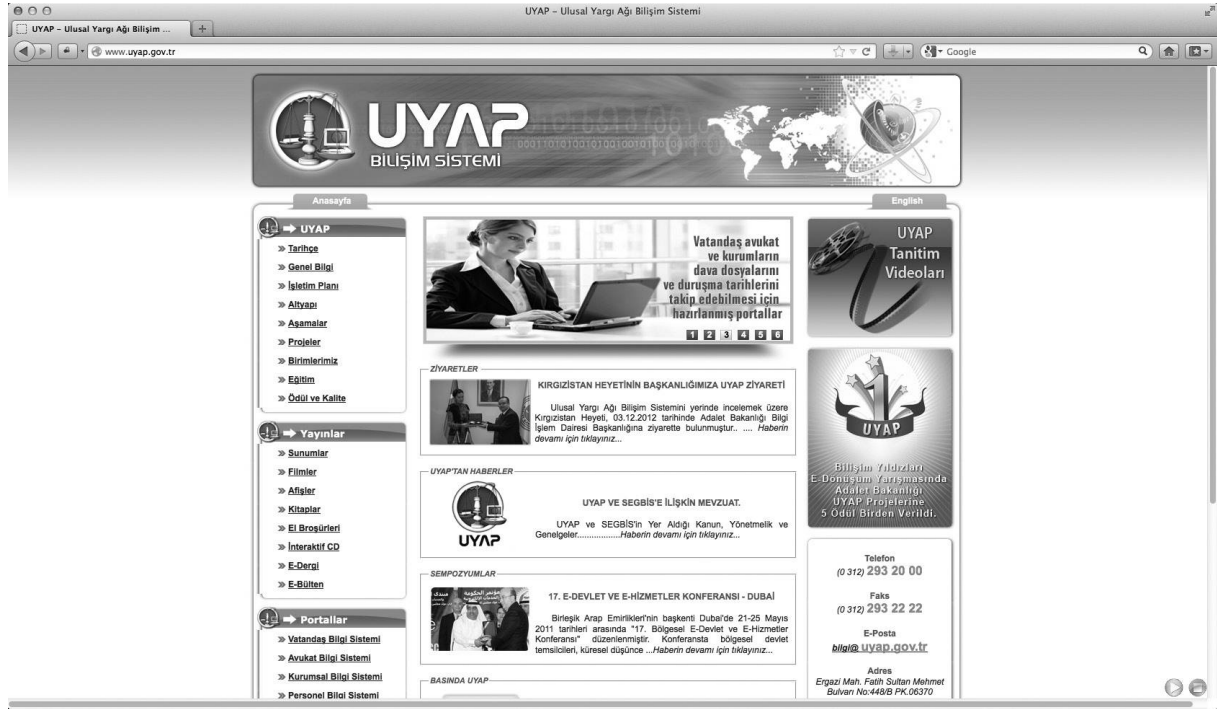 UYAP – Ulusal Yargı Ağı Bilişim Sistemi
UYAP – Ulusal Yargı Ağı Bilişim ...
www.uyap.gov.tr
Google
UYAP
BİLİŞİM SİSTEMİ
Anasayfa
English
UYAP
Tarihçe
Genel Bilgi
İşletim Planı
Altyapı
Aşamalar
Projeler
Birimlerimiz
Eğitim
Ödül ve Kalite
Yayınlar
Sunumlar
Filmler
Afişler
Kitaplar
El Broşürleri
İnteraktif CD
E-Dergi
E-Bülten
Portallar
Vatandaş Bilgi Sistemi
Avukat Bilgi Sistemi
Kurumsal Bilgi Sistemi
Personel Bilgi Sistemi
Vatandaş avukat
ve kurumların
dava dosyalarını
ve duruşma tarihlerini
takip edebilmesi için
hazırlanmış portallar
1 2 3 4 5 6
ZİYARETLER
KIRGIZİSTAN HEYETİNİN BAŞKANLIĞIMIZA UYAP ZİYARETİ
Ulusal Yargı Ağı Bilişim Sistemini yerinde incelemek üzere
Kırgızistan Heyeti, 03.12.2012 tarihinde Adalet Bakanlığı Bilgi
İşlem Dairesi Başkanlığına ziyarette bulunmuştur.. .... Haberin
devamı için tıklayınız...
UYAP'TAN HABERLER
UYAP
UYAP VE SEGBİS'E İLİŞKİN MEVZUAT.
UYAP ve SEGBİS'in Yer Aldığı Kanun, Yönetmelik ve
Genelgeler.................Haberin devamı için tıklayınız...
SEMPOZYUMLAR
17. E-DEVLET VE E-HİZMETLER KONFERANSI - DUBAİ
Birleşik Arap Emirlikleri'nin başkenti Dubai'de 21-25 Mayıs
2011 tarihleri arasında "17. Bölgesel E-Devlet ve E-Hizmetler
Konferansı" düzenlenmiştir. Konferansta bölgesel devlet
temsilcileri, küresel düşünce ...Haberin devamı için tıklayınız...
BASINDA UYAP
UYAP
Tanitim
Videoları
1
UYAP
Bilişim Yıldızları
E-Dönüşüm Yarışmasında
Adalet Bakanlığı
UYAP Projelerine
5 Ödül Birden Verildi.
Telefon
(0 312) 293 20 00
Faks
(0 312) 293 22 22
E-Posta
bilgi@ uyap.gov.tr
Adres
Ergazi Mah. Fatih Sultan Mehmet
Bulvarı No:448/B PK.06370